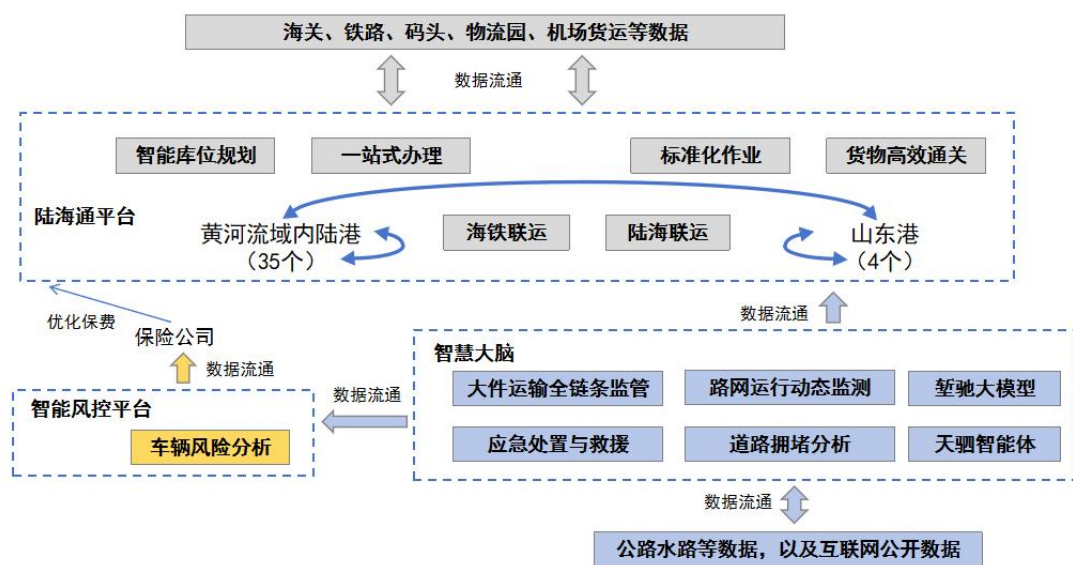 海关、铁路、码头、物流园、机场货运等数据
数据流通
智能库位规划
一站式办理
标准化作业
货物高效通关
陆海通平台
黄河流域内陆港
（35个）
海铁联运
陆海联运
山东港
（4个）
优化保费
保险公司
数据流通
数据流通
智能风控平台
车辆风险分析
数据流通
智慧大脑
大件运输全链条监管
路网运行动态监测
堑驰大模型
应急处置与救援
道路拥堵分析
天驷智能体
数据流通
公路水路等数据，以及互联网公开数据